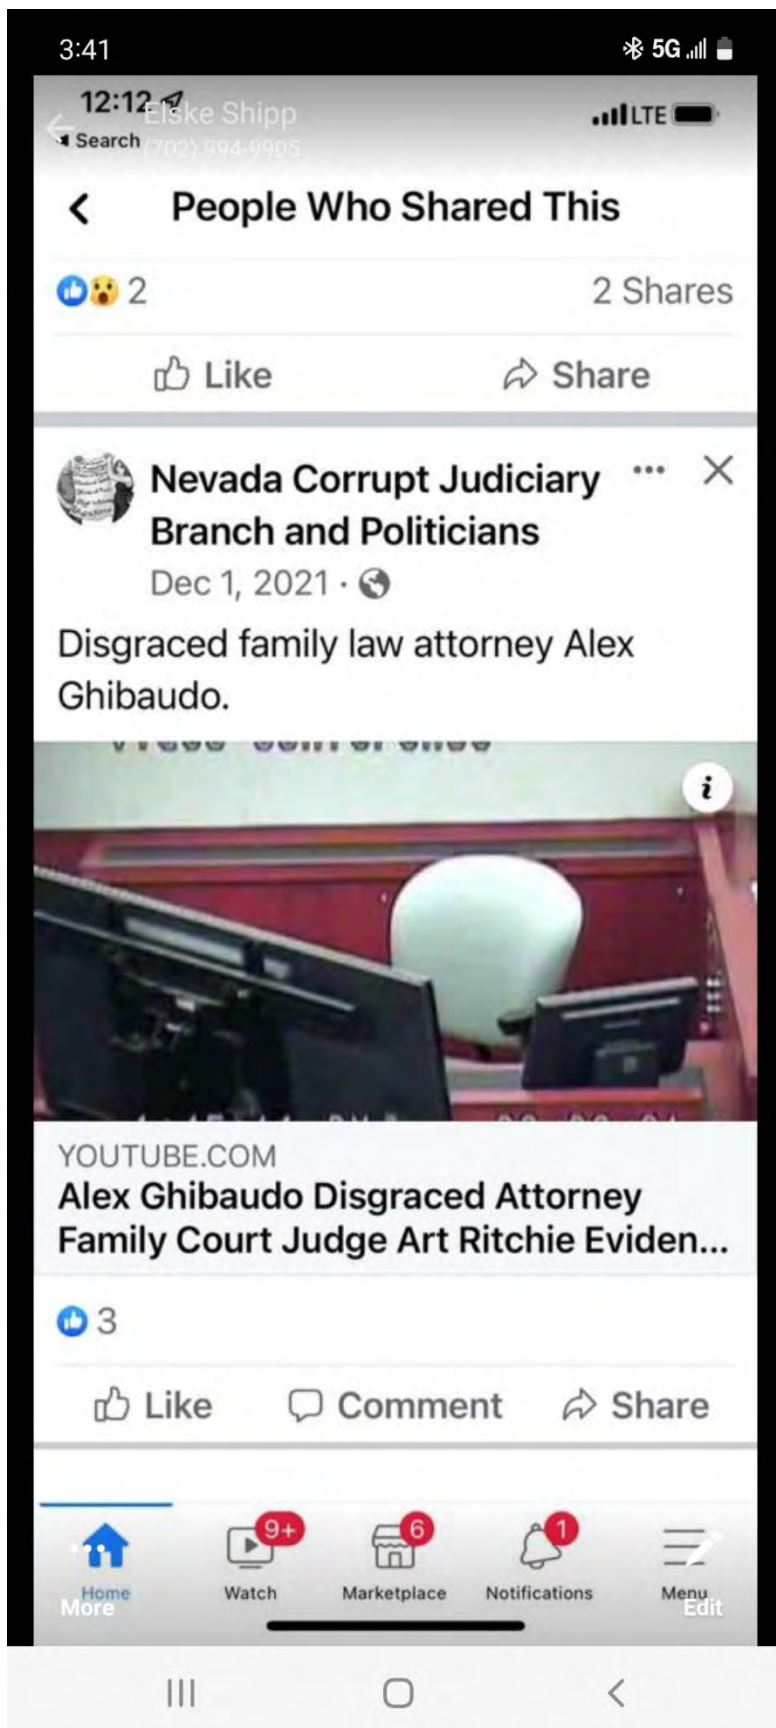 3:41
5G
12:12
Elske Shipp
LTE
Search
(702) 994-9905
People Who Shared This
2
2 Shares
Like
Share
Nevada Corrupt Judiciary
Branch and Politicians
Dec 1, 2021 ·
Disgraced family law attorney Alex
Ghibaudo.
i
YOUTUBE.COM
Alex Ghibaudo Disgraced Attorney
Family Court Judge Art Ritchie Eviden...
3
Like
Comment
Share
9+
6
1
Home
Watch
Marketplace
Notifications
Menu
More
Edit